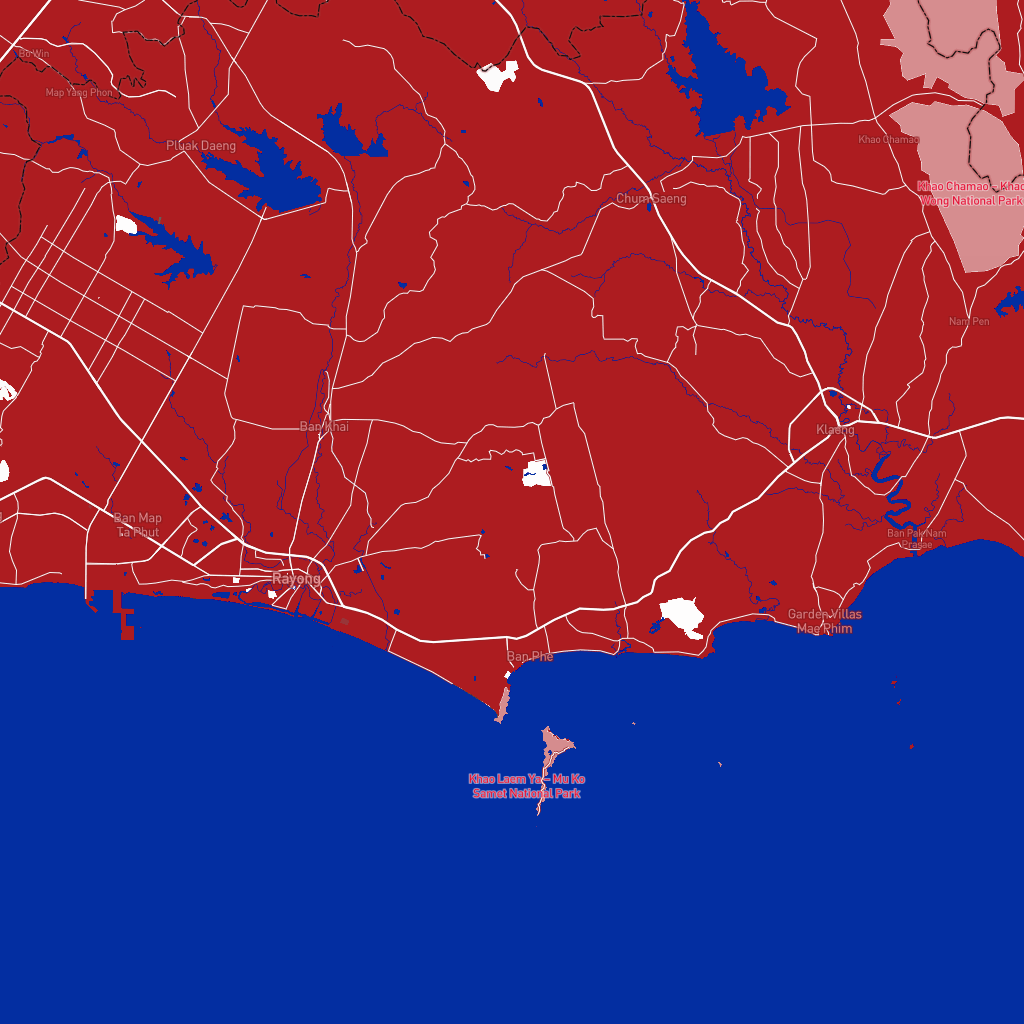 Bo Win
Map Yang Phon
Pluak Daeng
Khao Chamao
Khao Chamao - Khao
Wong National Park
Chum Saeng
Nam Pen
Ban Khai
Klaeng
Ban Map
Ta Phut
Ban Pak Nam
Prasae
Rayong
Garden Villas
Mae Phim
Ban Phe
Khao Laem Ya - Mu Ko
Samet National Park